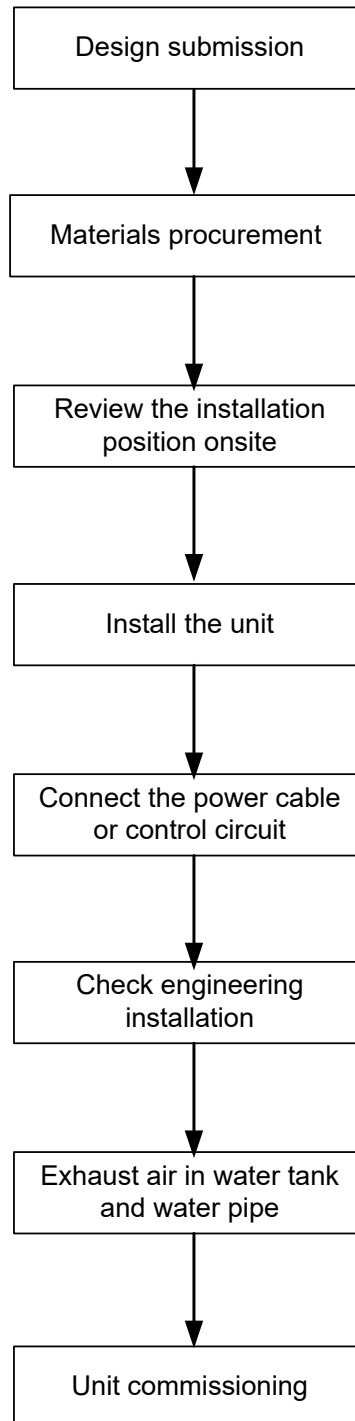 Design submission
Materials procurement
Review the installation
position onsite
Install the unit
Connect the power cable
or control circuit
Check engineering
installation
Exhaust air in water tank
and water pipe
Unit commissioning